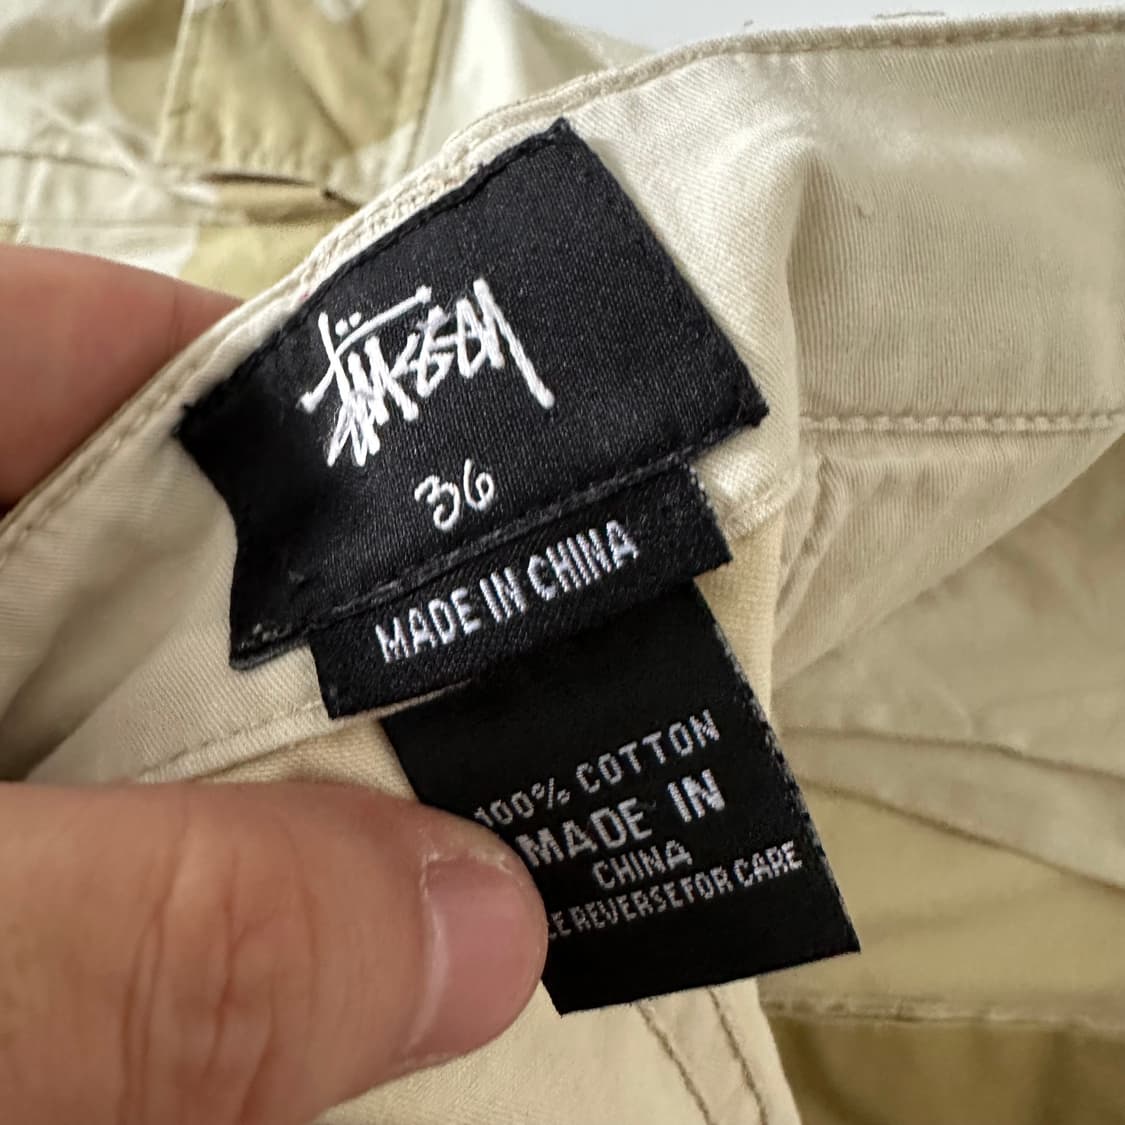 Stüssy
36
MADE IN CHINA
100% COTTON
MADE IN
CHINA
REVERSE FOR CARE